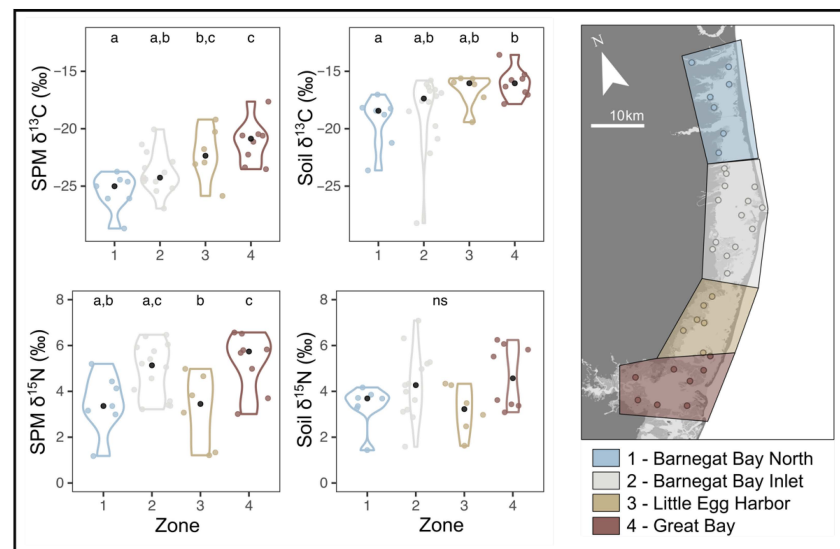 a a,b b,c c
SPM δ¹³C (‰)
−15
−20
−25
1 2 3 4
a a,b a,b b
Soil δ¹³C (‰)
−15
−20
−25
1 2 3 4
a,b a,c b c
SPM δ¹⁵N (‰)
8
6
4
2
0
1 2 3 4
Zone
ns
Soil δ¹⁵N (‰)
8
6
4
2
0
1 2 3 4
Zone
N
10km
1 - Barnegat Bay North
2 - Barnegat Bay Inlet
3 - Little Egg Harbor
4 - Great Bay